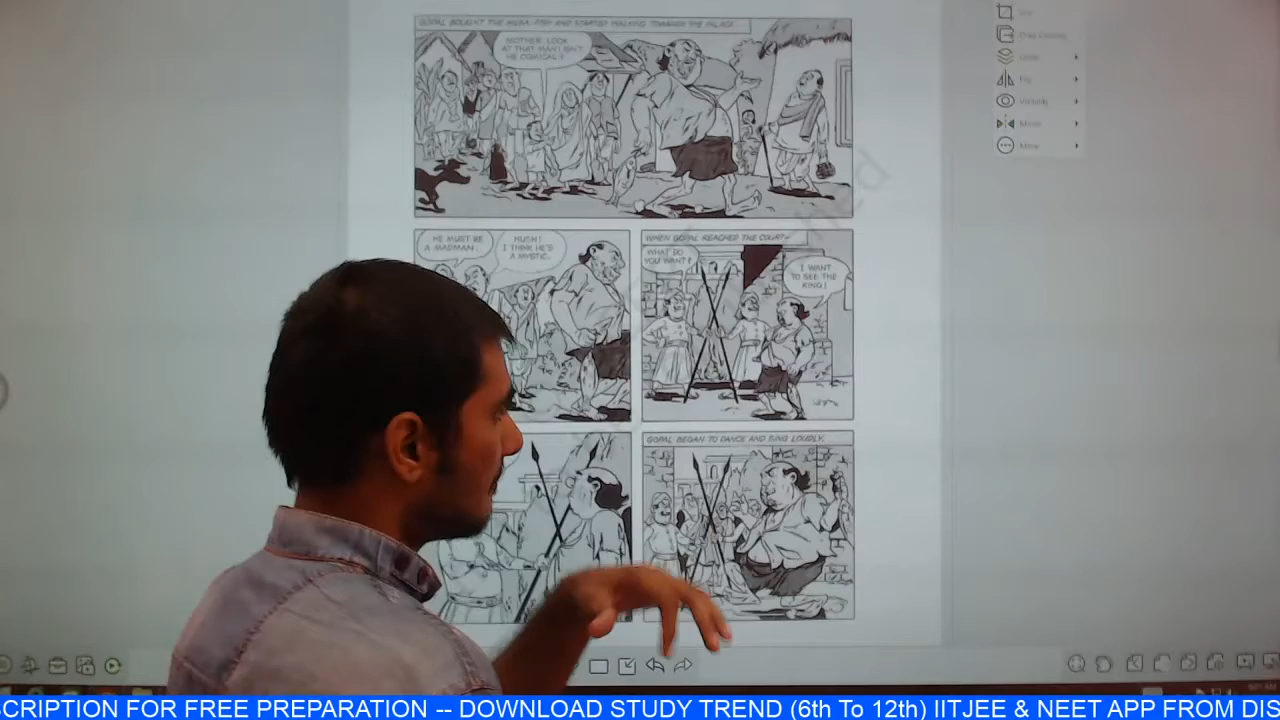 GOPAL BOUGHT THE HILSA-FISH AND STARTED WALKING TOWARDS THE PALACE.
MOTHER, LOOK
AT THAT MAN! ISN'T
HE COMICAL?
HE MUST BE
A MADMAN.
HUSH!
I THINK HE'S
A MYSTIC.
WHEN GOPAL REACHED THE COURT—
WHAT DO
YOU WANT?
I WANT
TO SEE THE
KING!
GOPAL BEGAN TO DANCE AND SING LOUDLY.
More
SCRIPTION FOR FREE PREPARATION -- DOWNLOAD STUDY TREND (6th To 12th) IITJEE & NEET APP FROM DIS